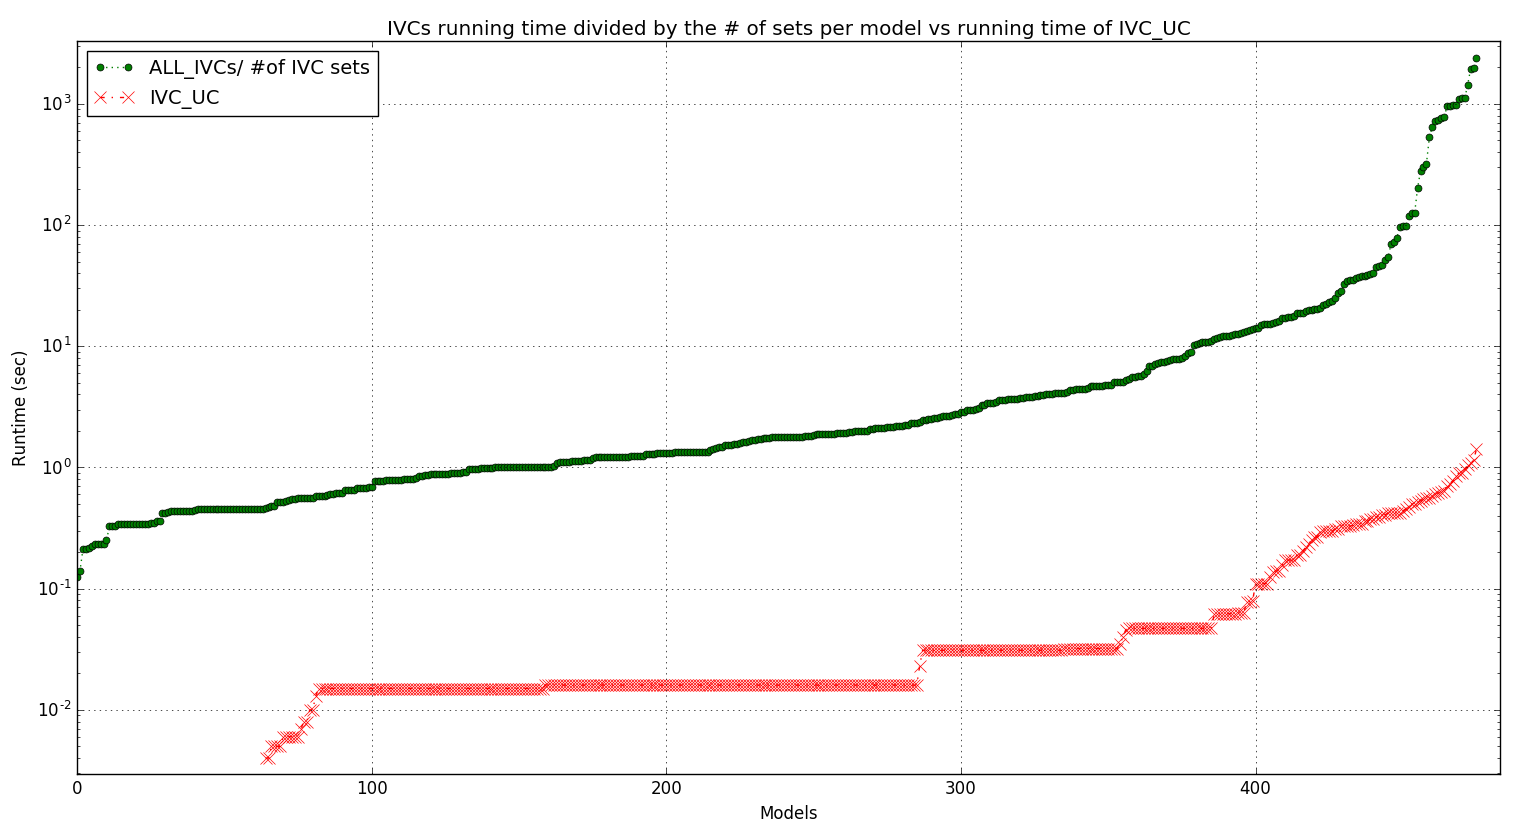 IVCs running time divided by the # of sets per model vs running time of IVC_UC
ALL_IVCs/ #of IVC sets
IVC_UC
10^3
10^2
10^1
10^0
10^-1
10^-2
Runtime (sec)
0 100 200 300 400
Models